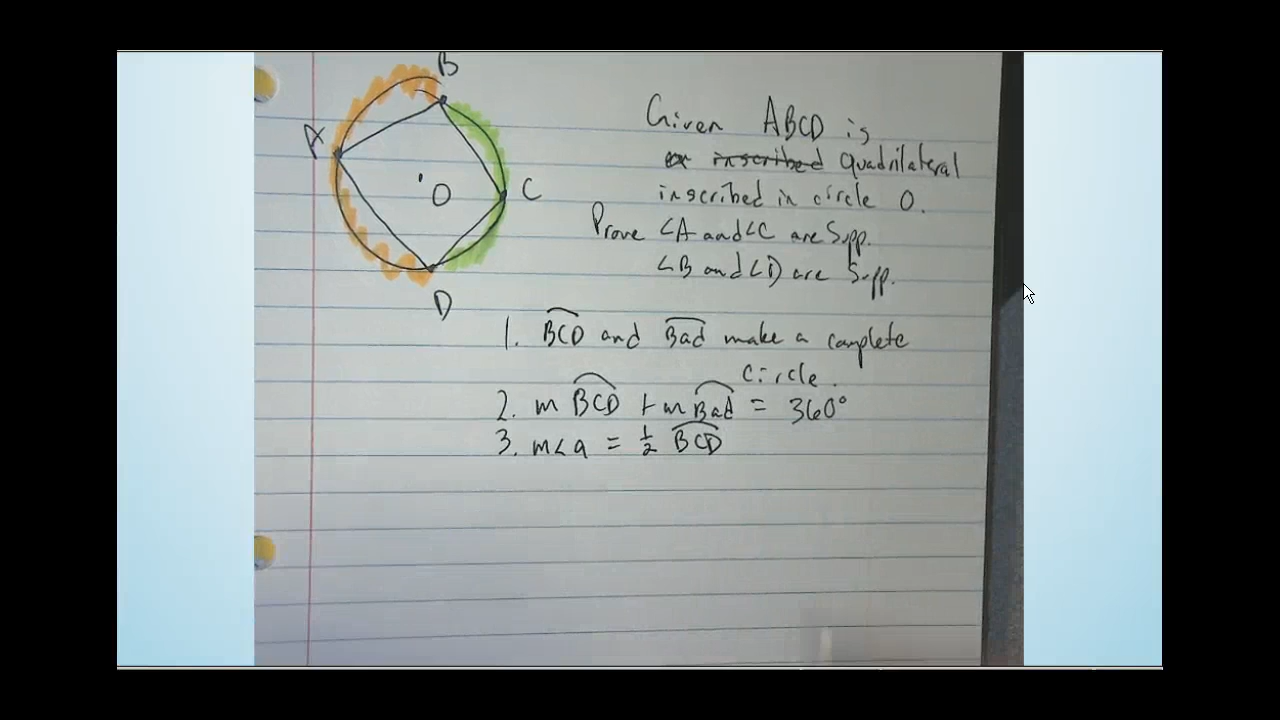 B
A
O
C
D
Given ABCD is
inscribed quadrilateral
inscribed in circle O.
Prove ∠A and ∠C are Supp.
∠B and ∠D are Supp.
1. BCD and Bad make a complete
circle.
2. m BCD + m Bad = 360°
3. m∠a = ½ BCD